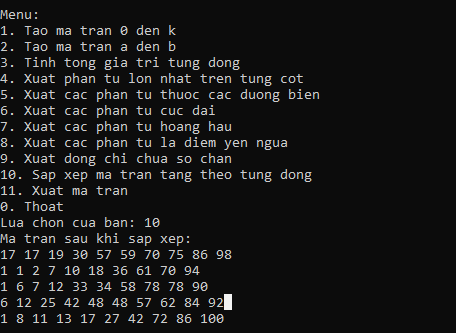 Menu:
1. Tao ma tran 0 den k
2. Tao ma tran a den b
3. Tinh tong gia tri tung dong
4. Xuat phan tu lon nhat tren tung cot
5. Xuat cac phan tu thuoc cac duong bien
6. Xuat cac phan tu cuc dai
7. Xuat cac phan tu hoang hau
8. Xuat cac phan tu la diem yen ngua
9. Xuat dong chi chua so chan
10. Sap xep ma tran tang theo tung dong
11. Xuat ma tran
0. Thoat
Lua chon cua ban: 10
Ma tran sau khi sap xep:
17 17 19 30 57 59 70 75 86 98
1 1 2 7 10 18 36 61 70 94
1 6 7 12 33 34 58 78 78 90
6 12 25 42 48 48 57 62 84 92
1 8 11 13 17 27 42 72 86 100